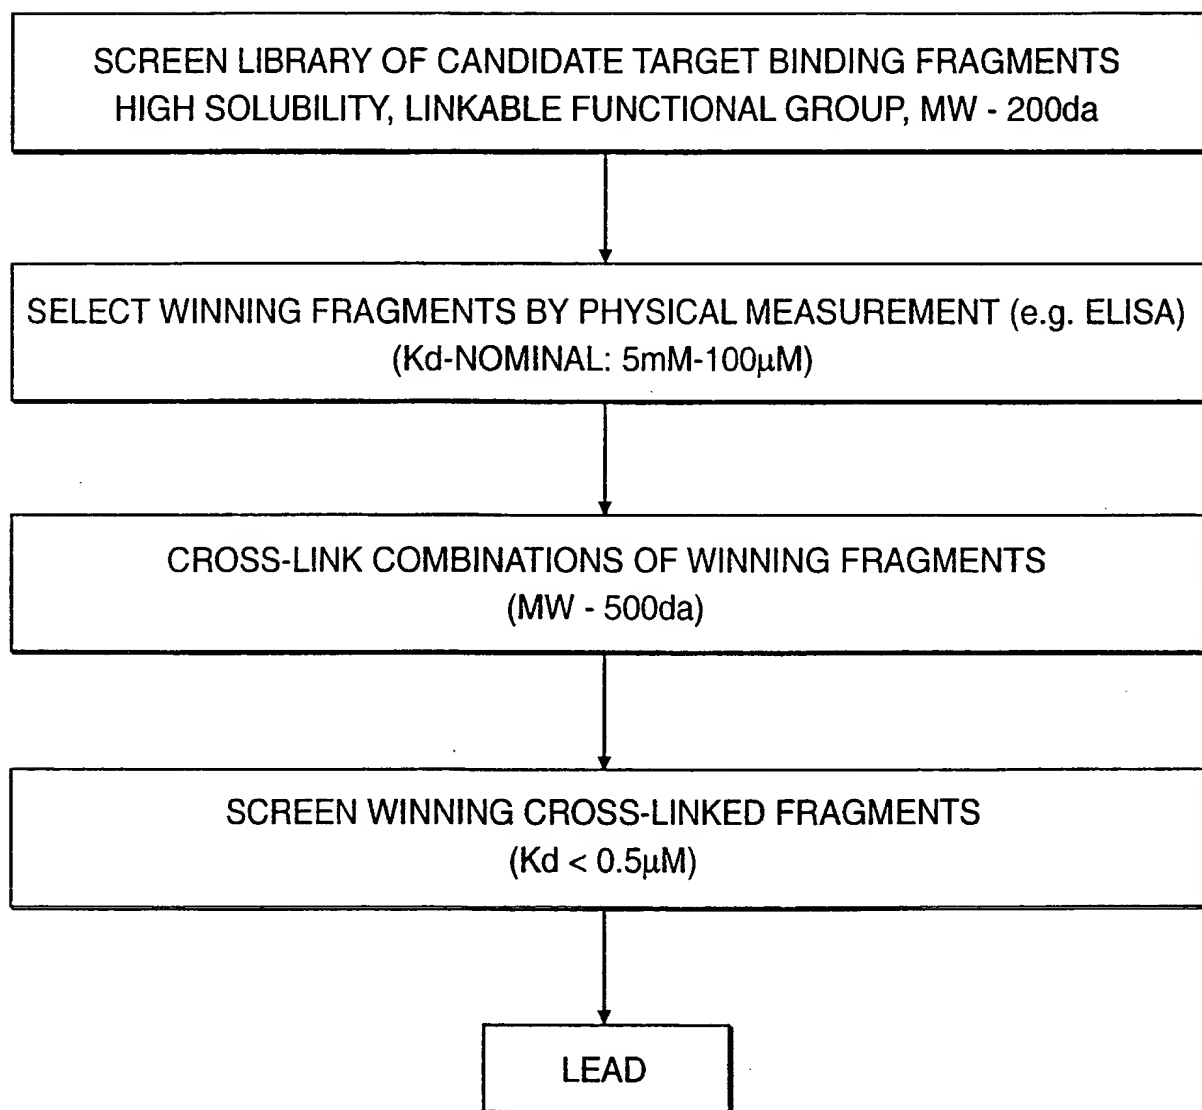 SCREEN LIBRARY OF CANDIDATE TARGET BINDING FRAGMENTS
HIGH SOLUBILITY, LINKABLE FUNCTIONAL GROUP, MW - 200da
SELECT WINNING FRAGMENTS BY PHYSICAL MEASUREMENT (e.g. ELISA)
(Kd-NOMINAL: 5mM-100μM)
CROSS-LINK COMBINATIONS OF WINNING FRAGMENTS
(MW - 500da)
SCREEN WINNING CROSS-LINKED FRAGMENTS
(Kd < 0.5μM)
LEAD